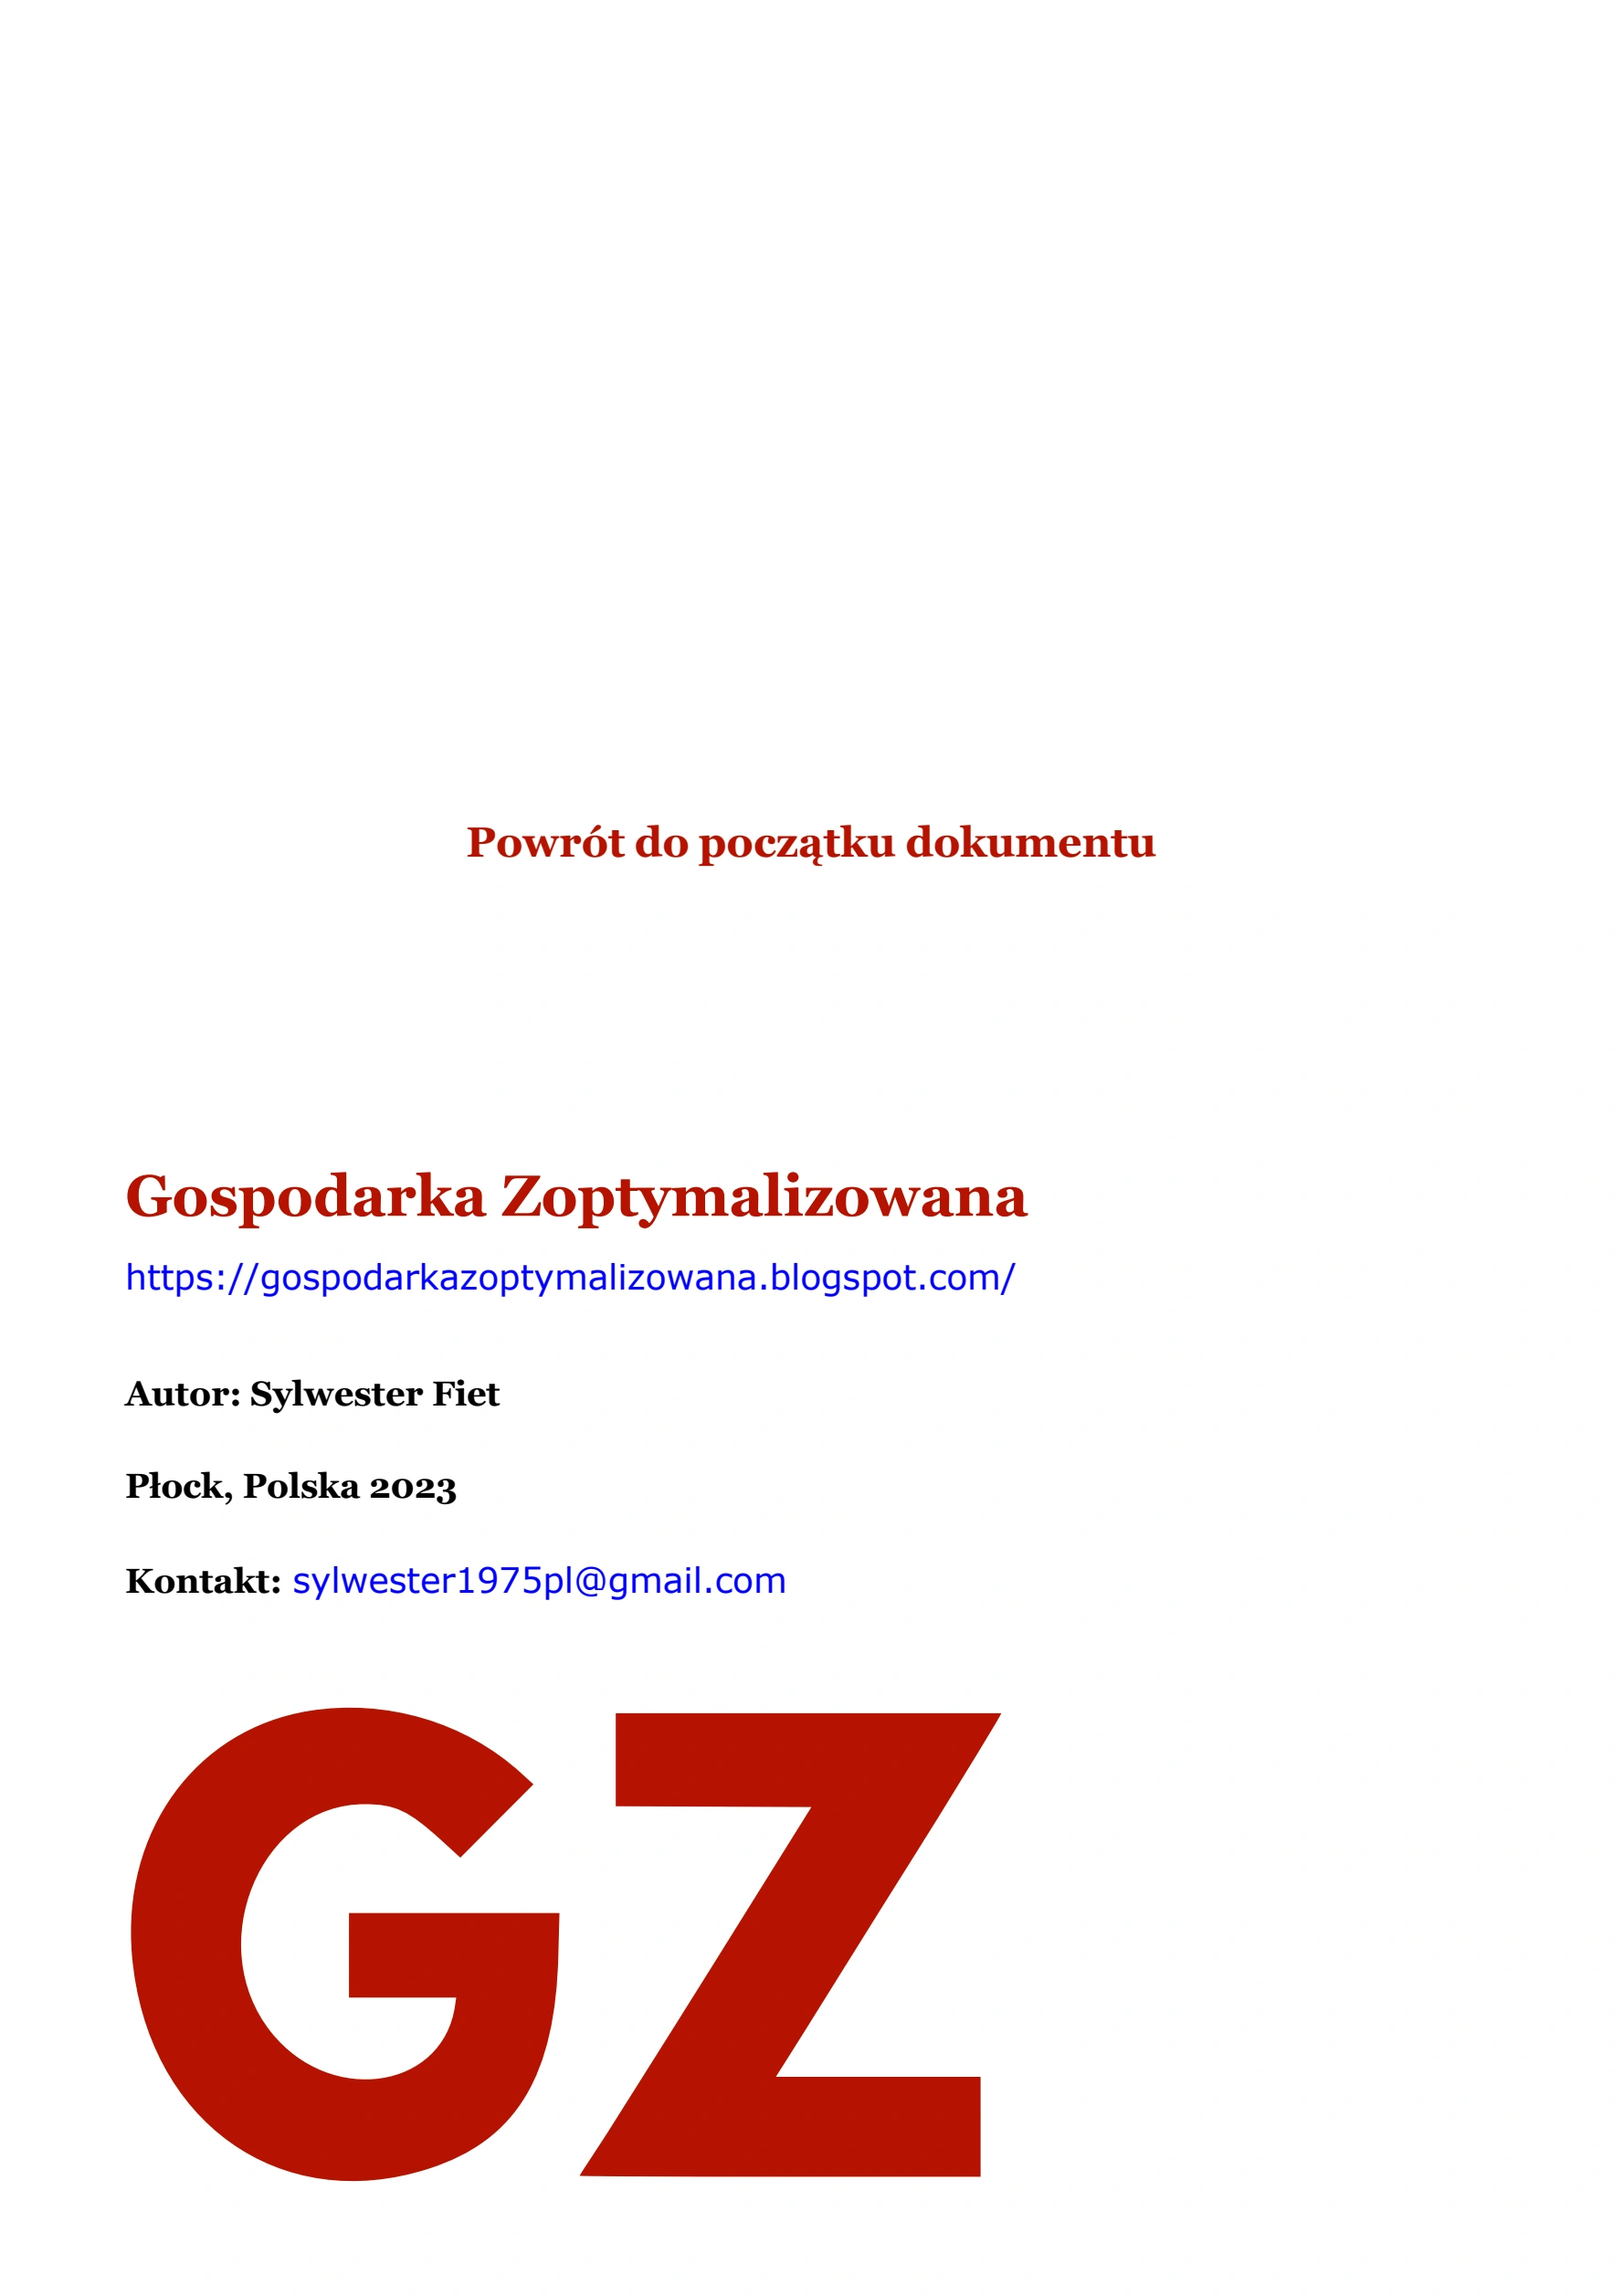 Powrót do początku dokumentu
Gospodarka Zoptymalizowana
https://gospodarkazoptymalizowana.blogspot.com/
Autor: Sylwester Fiet
Płock, Polska 2023
Kontakt: sylwester1975pl@gmail.com
GZ